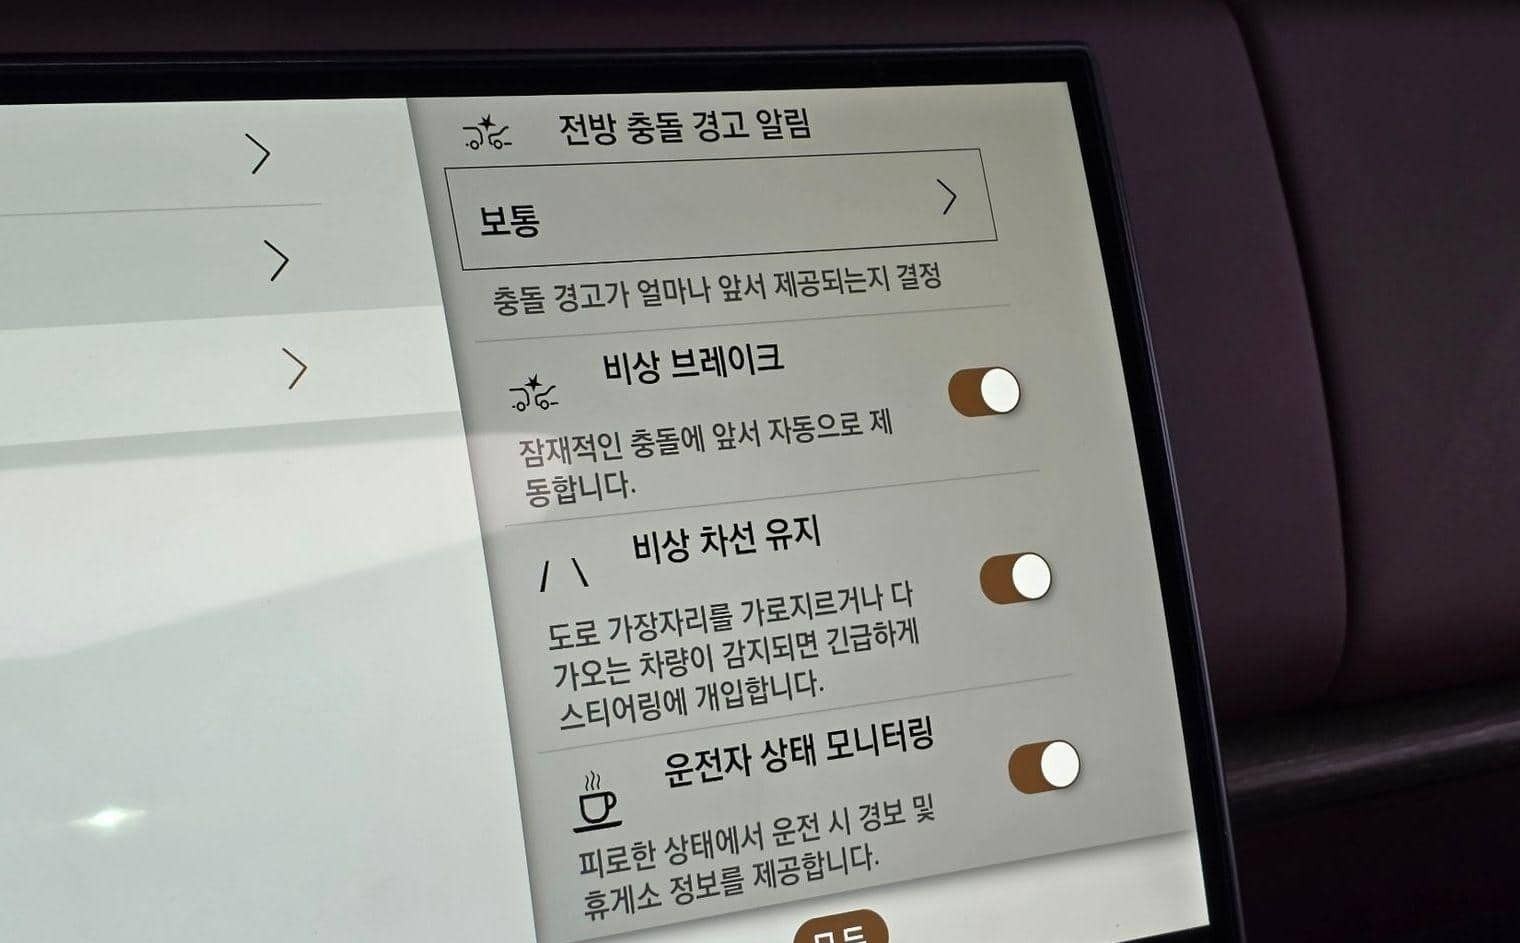 전방 충돌 경고 알림
보통
충돌 경고가 얼마나 앞서 제공되는지 결정
비상 브레이크
잠재적인 충돌에 앞서 자동으로 제
동합니다.
비상 차선 유지
도로 가장자리를 가로지르거나 다
가오는 차량이 감지되면 긴급하게
스티어링에 개입합니다.
운전자 상태 모니터링
피로한 상태에서 운전 시 경보 및
휴게소 정보를 제공합니다.